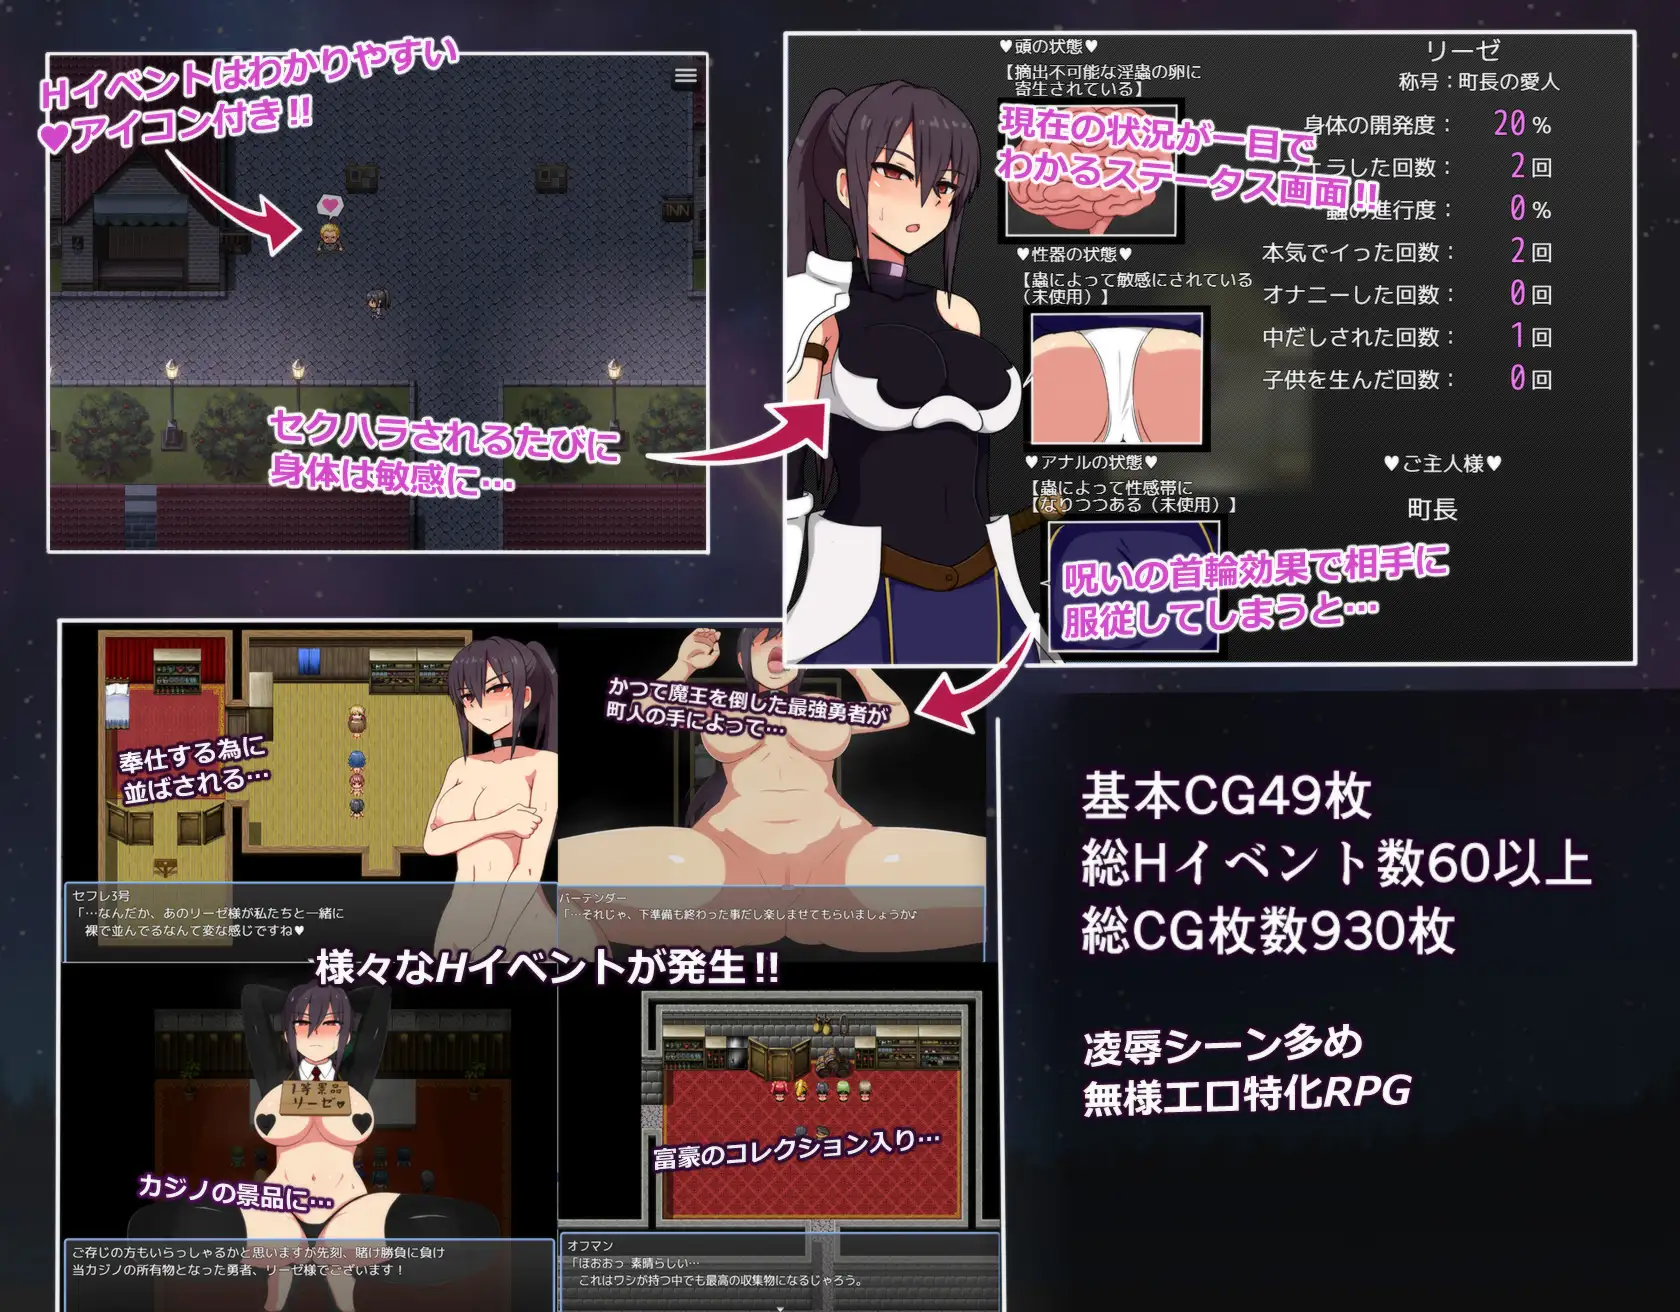 Hイベントはわかりやすい
♥アイコン付き!!
INN
セクハラされるたびに
身体は敏感に…
♥頭の状態♥
【摘出不可能な淫蟲の卵に
寄生されている】
現在の状況が一目で
わかるステータス画面!!
♥性器の状態♥
【蟲によって敏感にされている
（未使用）】
♥アナルの状態♥
【蟲によって性感帯に
【なりつつある（未使用）】
呪いの首輪効果で相手に
服従してしまうと…
リーゼ
称号：町長の愛人
身体の開発度： 20％
ェラした回数： 2回
蟲の進行度： 0％
本気でイった回数： 2回
オナニーした回数： 0回
中だしされた回数： 1回
子供を生んだ回数： 0回
♥ご主人様♥
町長
奉仕する為に
並ばされる…
セフレ3号
「…なんだか、あのリーゼ様が私たちと一緒に
裸で並んでるなんて変な感じですね♥
かつて魔王を倒した最強勇者が
町人の手によって…
バーテンダー
「…それじゃ、下準備も終わった事だし楽しませてもらいましょうか♪
様々なHイベントが発生!!
1等景品
リーゼ♥
カジノの景品に…
ご存じの方もいらっしゃるかと思いますが先刻、賭け勝負に負け
当カジノの所有物となった勇者、リーゼ様でございます！
富豪のコレクション入り…
オフマン
「ほおおっ 素晴らしい…
これはワシが持つ中でも最高の収集物になるじゃろう。
基本CG49枚
総Hイベント数60以上
総CG枚数930枚
凌辱シーン多め
無様エロ特化RPG